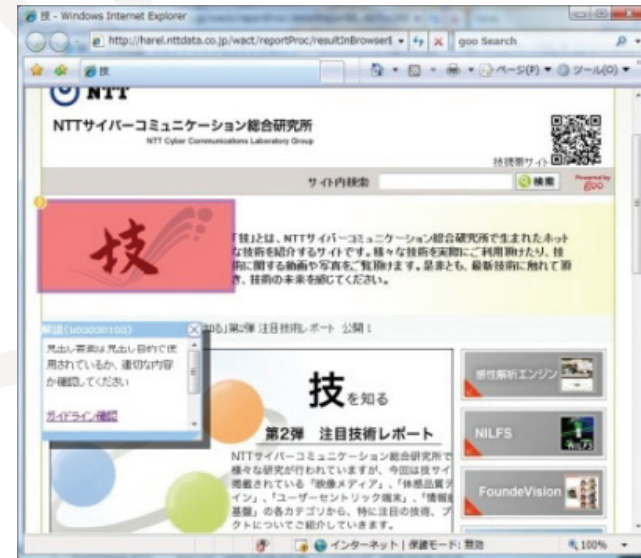 技 - Windows Internet Explorer
http://harel.nttdata.co.jp/wact/reportProc/resultInBrowserE
goo Search
技
ページ(P)
ツール(O)
NTT
NTTサイバーコミュニケーション総合研究所
NTT Cyber Communications Laboratory Group
技携帯サイト
サイト内検索
検索
Powered by
goo
技
「技」とは、NTTサイバーコミュニケーション総合研究所で生まれたホット
な技術を紹介するサイトです。様々な技術を実際にご利用頂けたり、技
術に関する動画や写真をご覧頂けます。是非とも、最新技術に触れて頂
き、技術の未来を感じてください。
る」第2弾 注目技術レポート 公開!
見出し要素は見出し目的で使
用されているか、適切な内容
か確認してください
ガイドライン確認
技を知る
第2弾 注目技術レポート
NTTサイバーコミュニケーション総合研究所で
様々な研究が行われていますが、今回は技サイ
掲載されている「映像メディア」、「体感品質デ
イン」、「ユーザーセントリック端末」、「情報
基盤」の各カテゴリから、特に注目の技術、プ
クトについてご紹介していきます。
感性解析エンジン
NILFS
FoundeVision
インターネット | 保護モード: 無効
100%